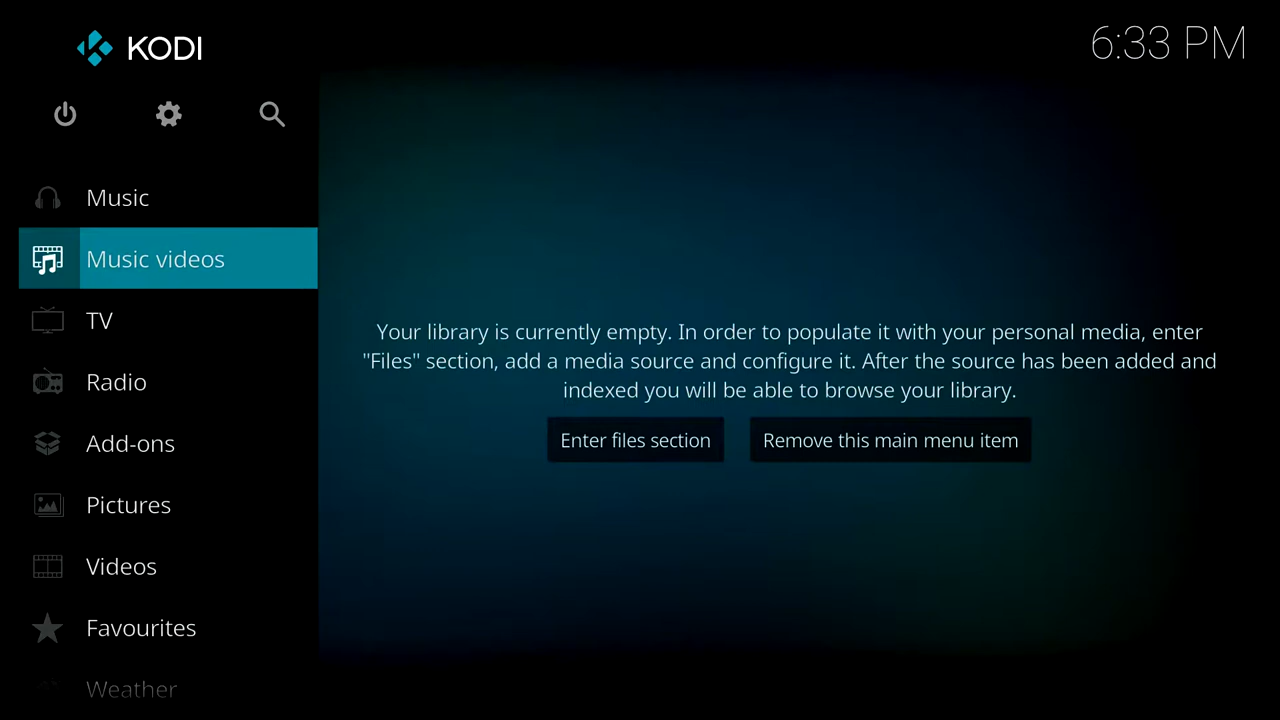 KODI
6:33 PM
Music
Music videos
TV
Radio
Add-ons
Pictures
Videos
Favourites
Weather
Your library is currently empty. In order to populate it with your personal media, enter
"Files" section, add a media source and configure it. After the source has been added and
indexed you will be able to browse your library.
Enter files section
Remove this main menu item